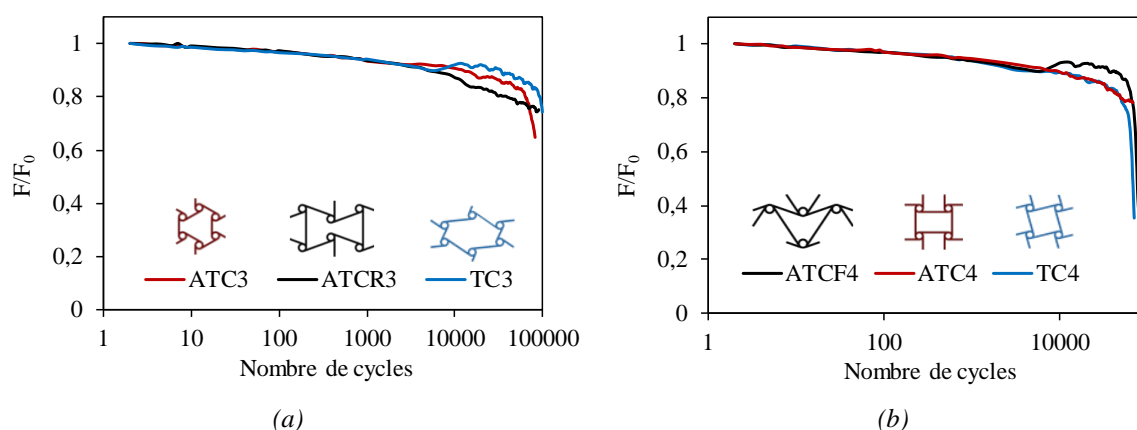 F/F0
1
0,8
0,6
0,4
0,2
0
1 10 100 1000 10000 100000
Nombre de cycles
ATC3 ATCR3 TC3
(a)
F/F0
1
0,8
0,6
0,4
0,2
0
1 100 10000
Nombre de cycles
ATCF4 ATC4 TC4
(b)